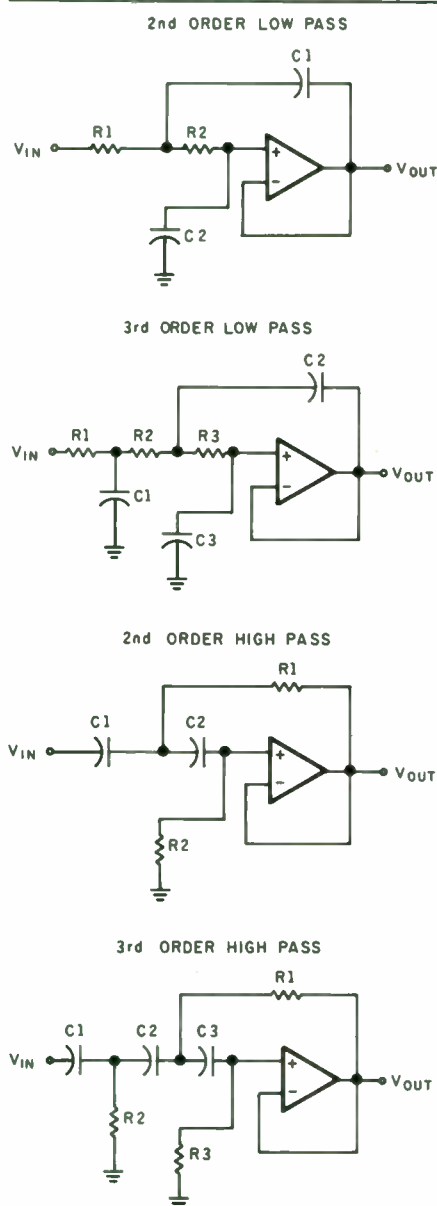 2nd ORDER LOW PASS
C1
R1 R2
VIN
+
-
VOUT
C2
3rd ORDER LOW PASS
C2
R1 R2 R3
VIN
+
-
VOUT
C1
C3
2nd ORDER HIGH PASS
R1
C1 C2
VIN
+
-
VOUT
R2
3rd ORDER HIGH PASS
R1
C1 C2 C3
VIN
+
-
VOUT
R2
R3